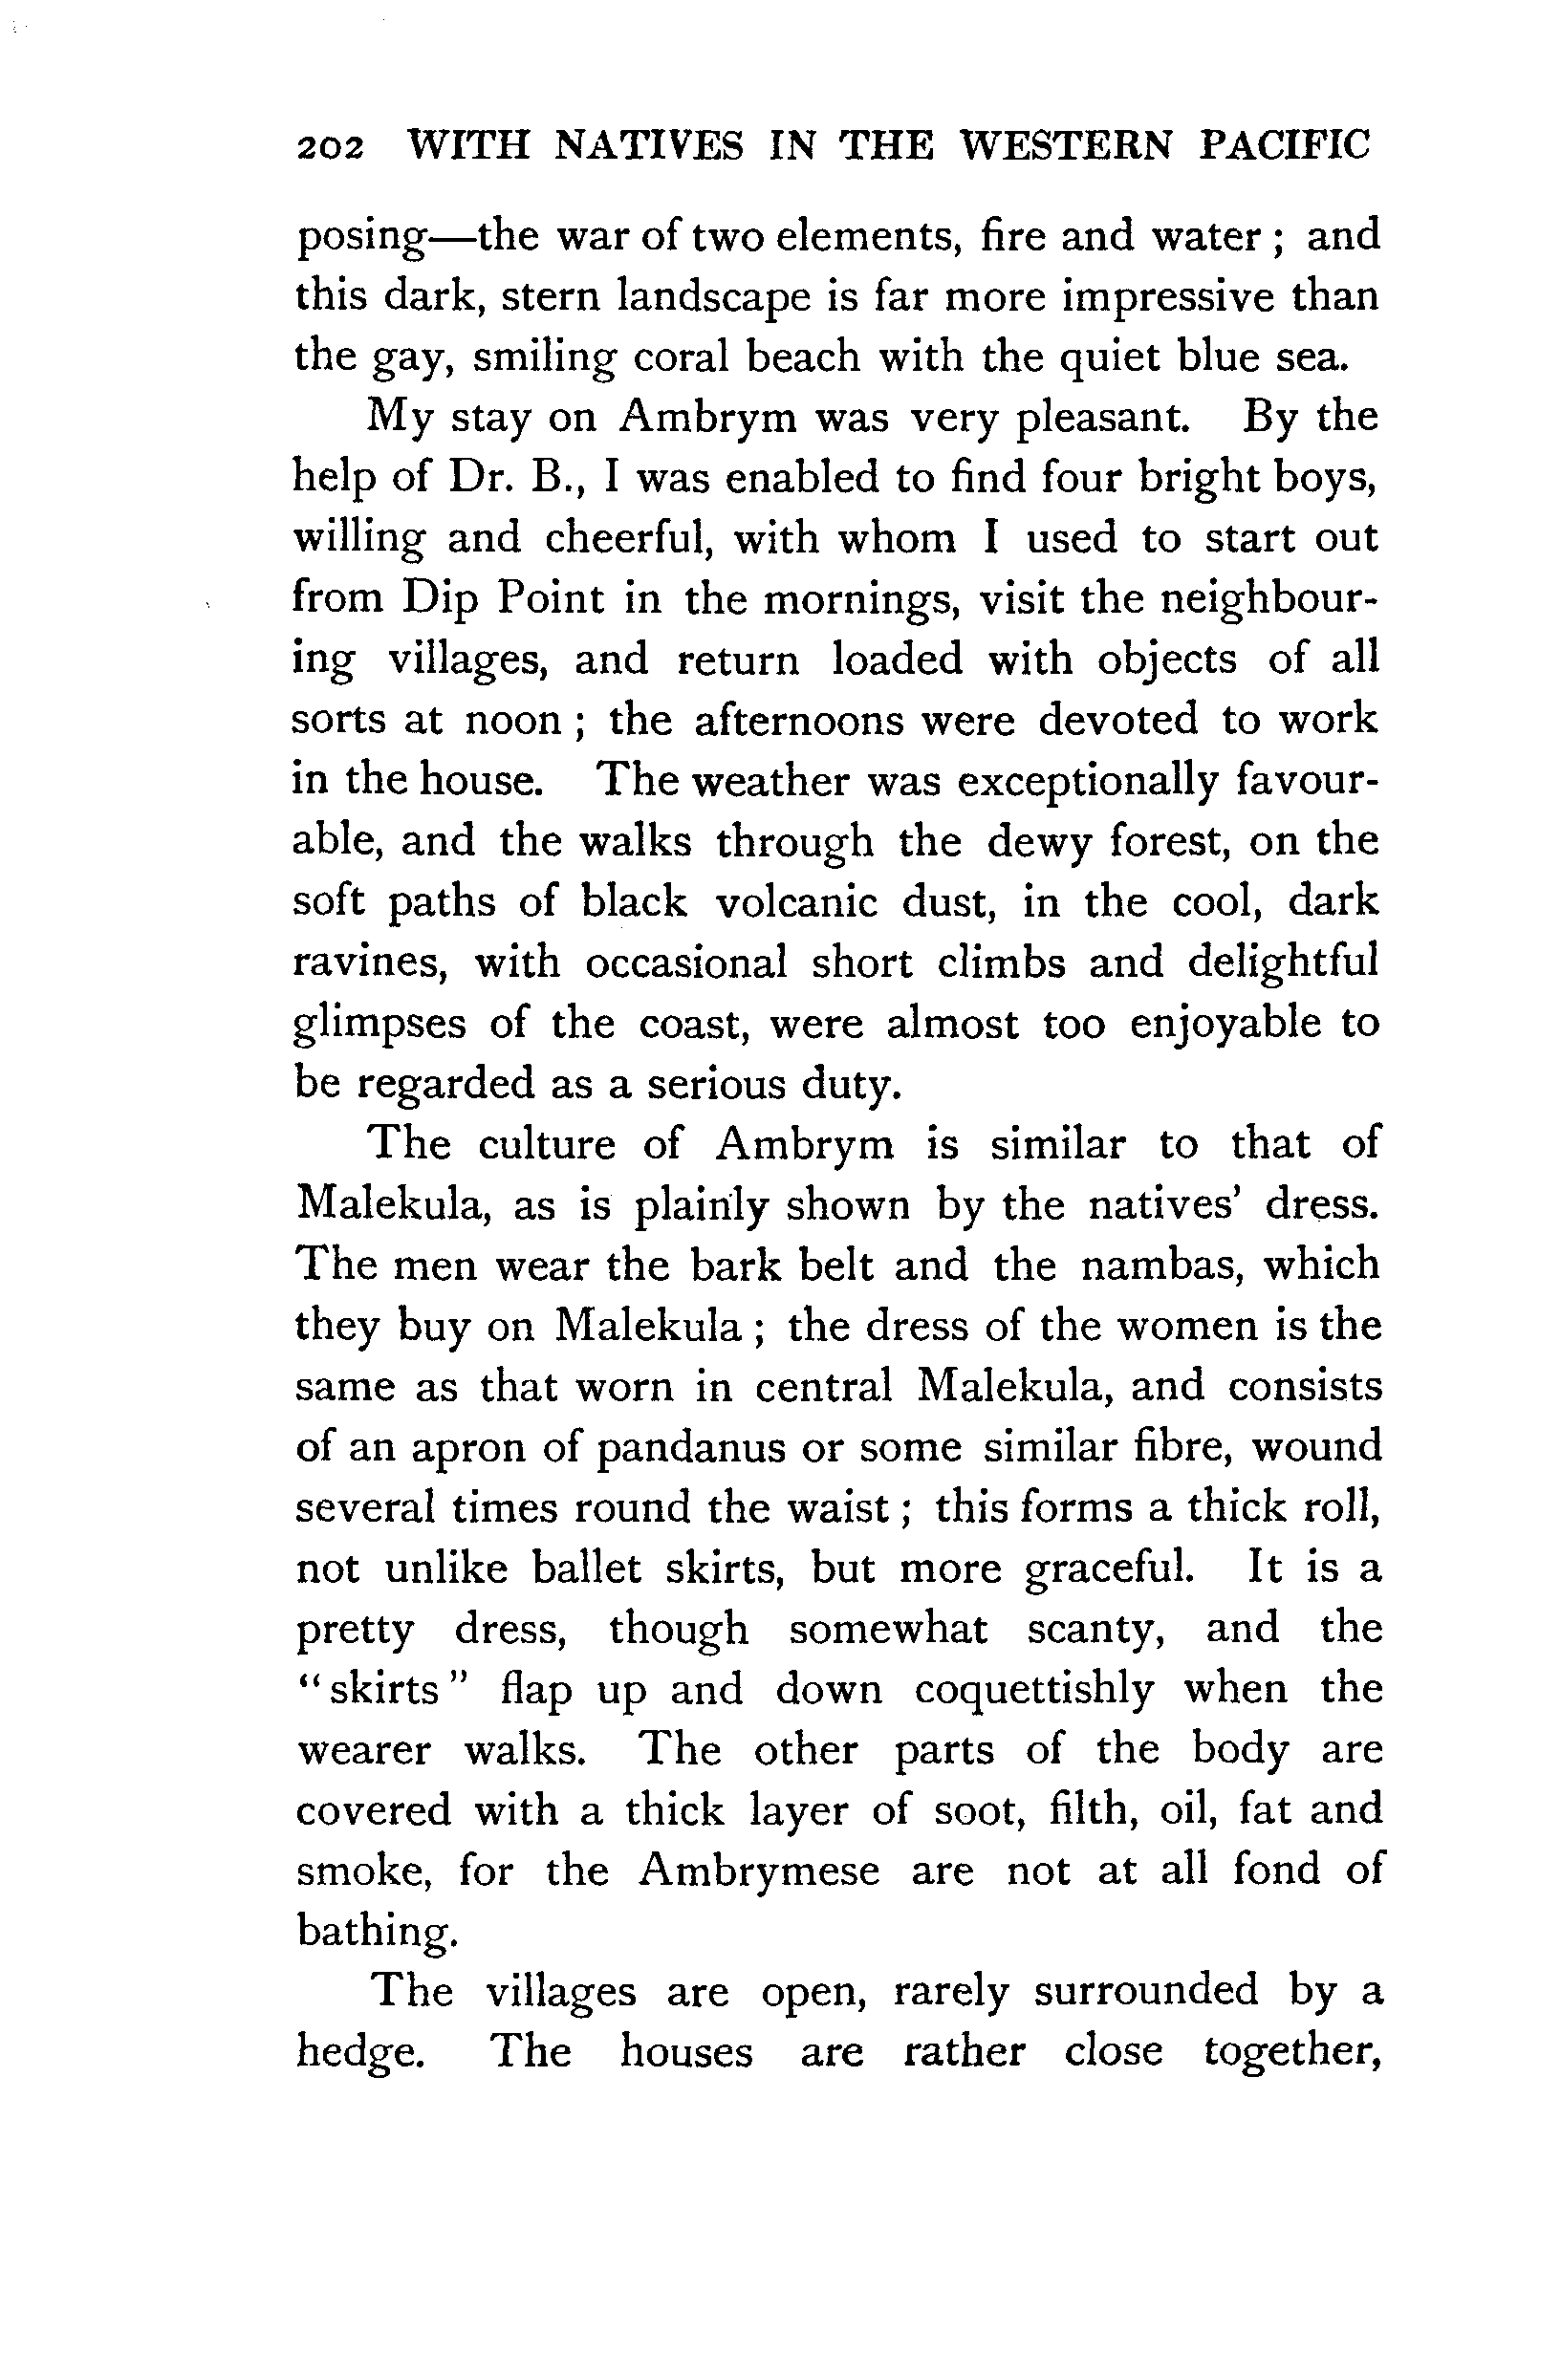 202 WITH NATIVES IN THE WESTERN PACIFIC
posing—the war of two elements, fire and water ; and
this dark, stern landscape is far more impressive than
the gay, smiling coral beach with the quiet blue sea.
My stay on Ambrym was very pleasant. By the
help of Dr. B., I was enabled to find four bright boys,
willing and cheerful, with whom I used to start out
from Dip Point in the mornings, visit the neighbour-
ing villages, and return loaded with objects of all
sorts at noon ; the afternoons were devoted to work
in the house. The weather was exceptionally favour-
able, and the walks through the dewy forest, on the
soft paths of black volcanic dust, in the cool, dark
ravines, with occasional short climbs and delightful
glimpses of the coast, were almost too enjoyable to
be regarded as a serious duty.
The culture of Ambrym is similar to that of
Malekula, as is plainly shown by the natives' dress.
The men wear the bark belt and the nambas, which
they buy on Malekula ; the dress of the women is the
same as that worn in central Malekula, and consists
of an apron of pandanus or some similar fibre, wound
several times round the waist ; this forms a thick roll,
not unlike ballet skirts, but more graceful. It is a
pretty dress, though somewhat scanty, and the
“skirts” flap up and down coquettishly when the
wearer walks. The other parts of the body are
covered with a thick layer of soot, filth, oil, fat and
smoke, for the Ambrymese are not at all fond of
bathing.
The villages are open, rarely surrounded by a
hedge. The houses are rather close together,